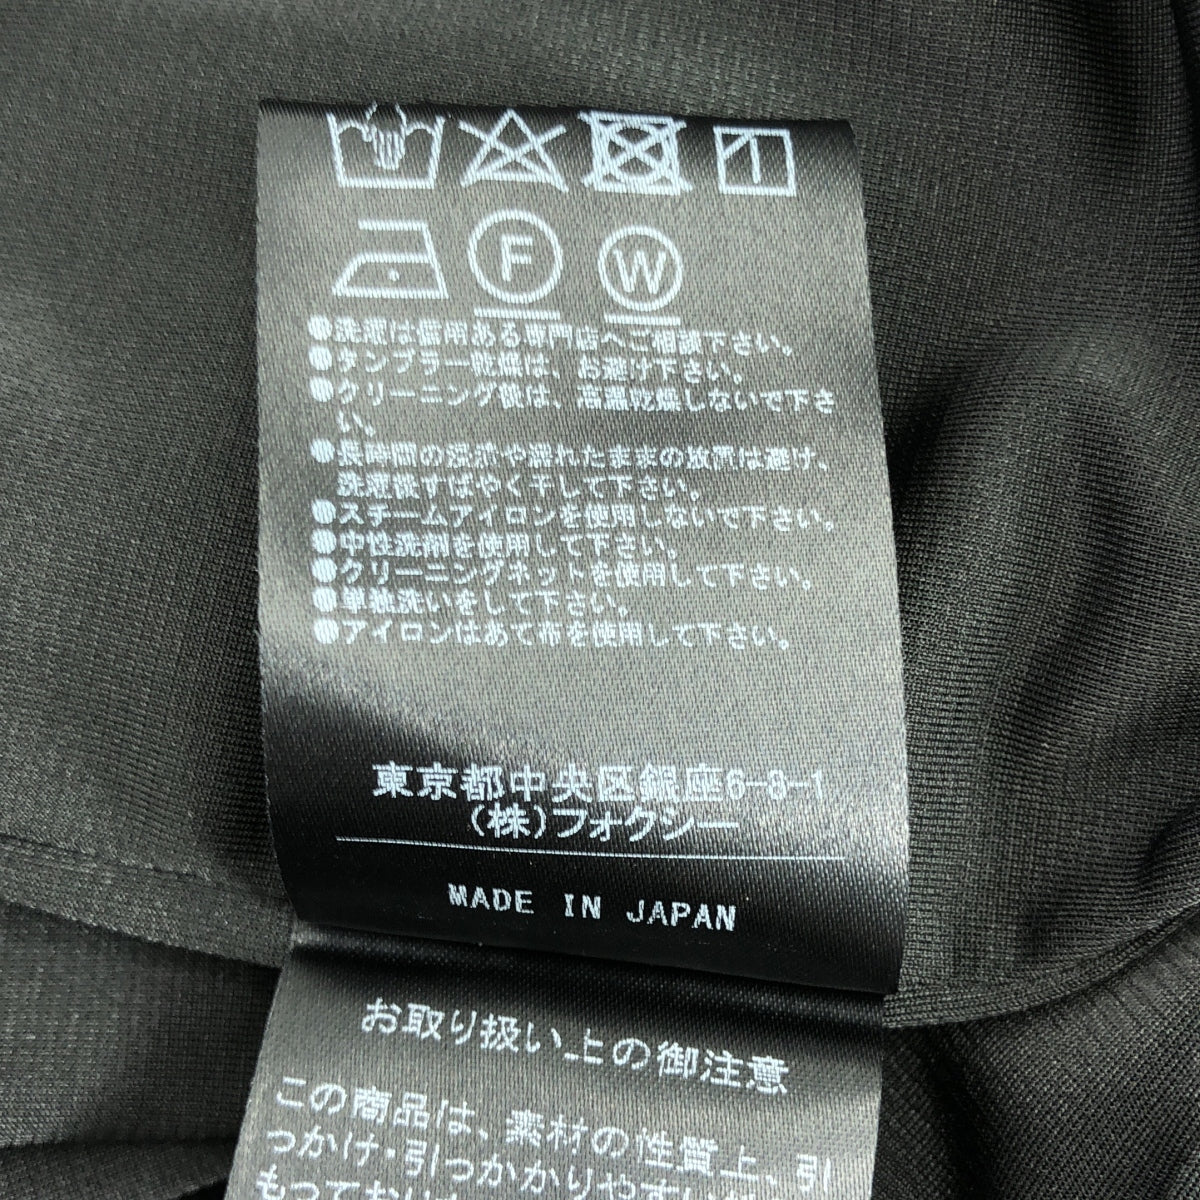 F W
●洗濯は信用ある専門店へご相談下さい。
●タンブラー乾燥は、お避け下さい。
●クリーニング後は、高温乾燥しないで下さ
い。
●長時間の浸漬や濡れたままの放置は避け、
洗濯後すばやく干して下さい。
●スチームアイロンを使用しないで下さい。
●中性洗剤を使用して下さい。
●クリーニングネットを使用して下さい。
●単独洗いをして下さい。
●アイロンはあて布を使用して下さい。
東京都中央区銀座6-9-1
(株)フォクシー
MADE IN JAPAN
お取り扱い上の御注意
この商品は、素材の性質上、引
っかけ・引っかかりやすい
もっており